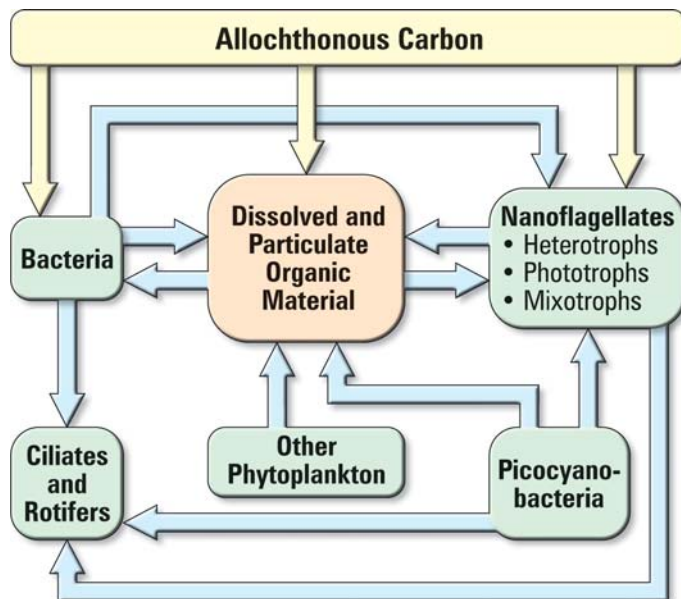 Allochthonous Carbon
Dissolved and
Particulate
Organic
Material
Nanoflagellates
• Heterotrophs
• Phototrophs
• Mixotrophs
Bacteria
Ciliates
and
Rotifers
Other
Phytoplankton
Picocyano-
bacteria